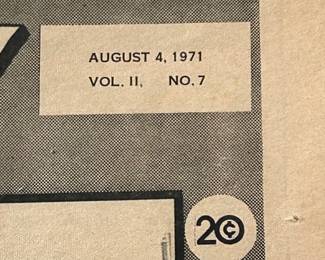 AUGUST 4, 1971
VOL. II, NO. 7
20¢